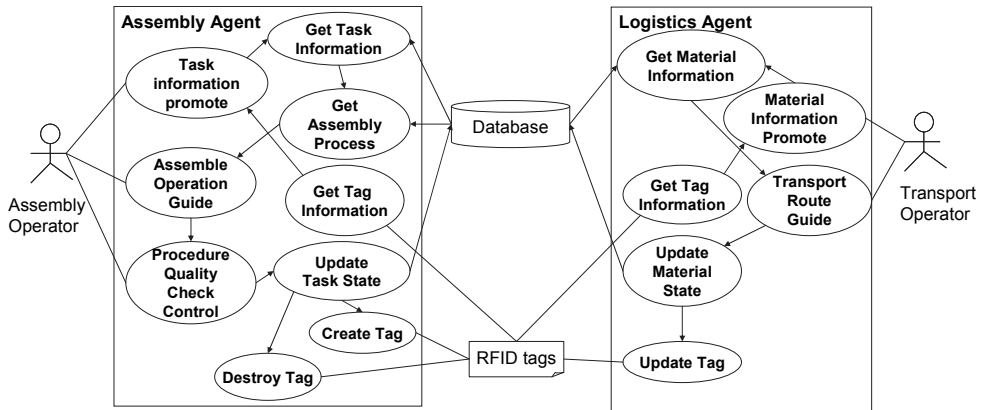 Assembly Agent
Get Task
Information
Task
information
promote
Get
Assembly
Process
Assemble
Operation
Guide
Get Tag
Information
Procedure
Quality
Check
Control
Update
Task State
Create Tag
Destroy Tag
Assembly
Operator
Database
RFID tags
Logistics Agent
Get Material
Information
Material
Information
Promote
Get Tag
Information
Transport
Route
Guide
Update
Material
State
Update Tag
Transport
Operator